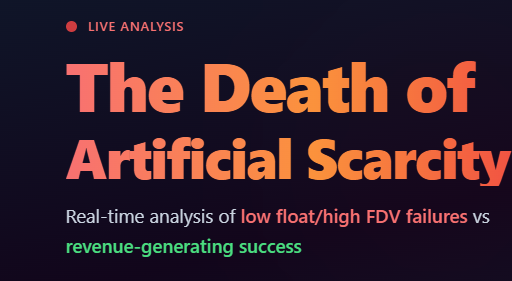 LIVE ANALYSIS
The Death of
Artificial Scarcity
Real-time analysis of low float/high FDV failures vs
revenue-generating success